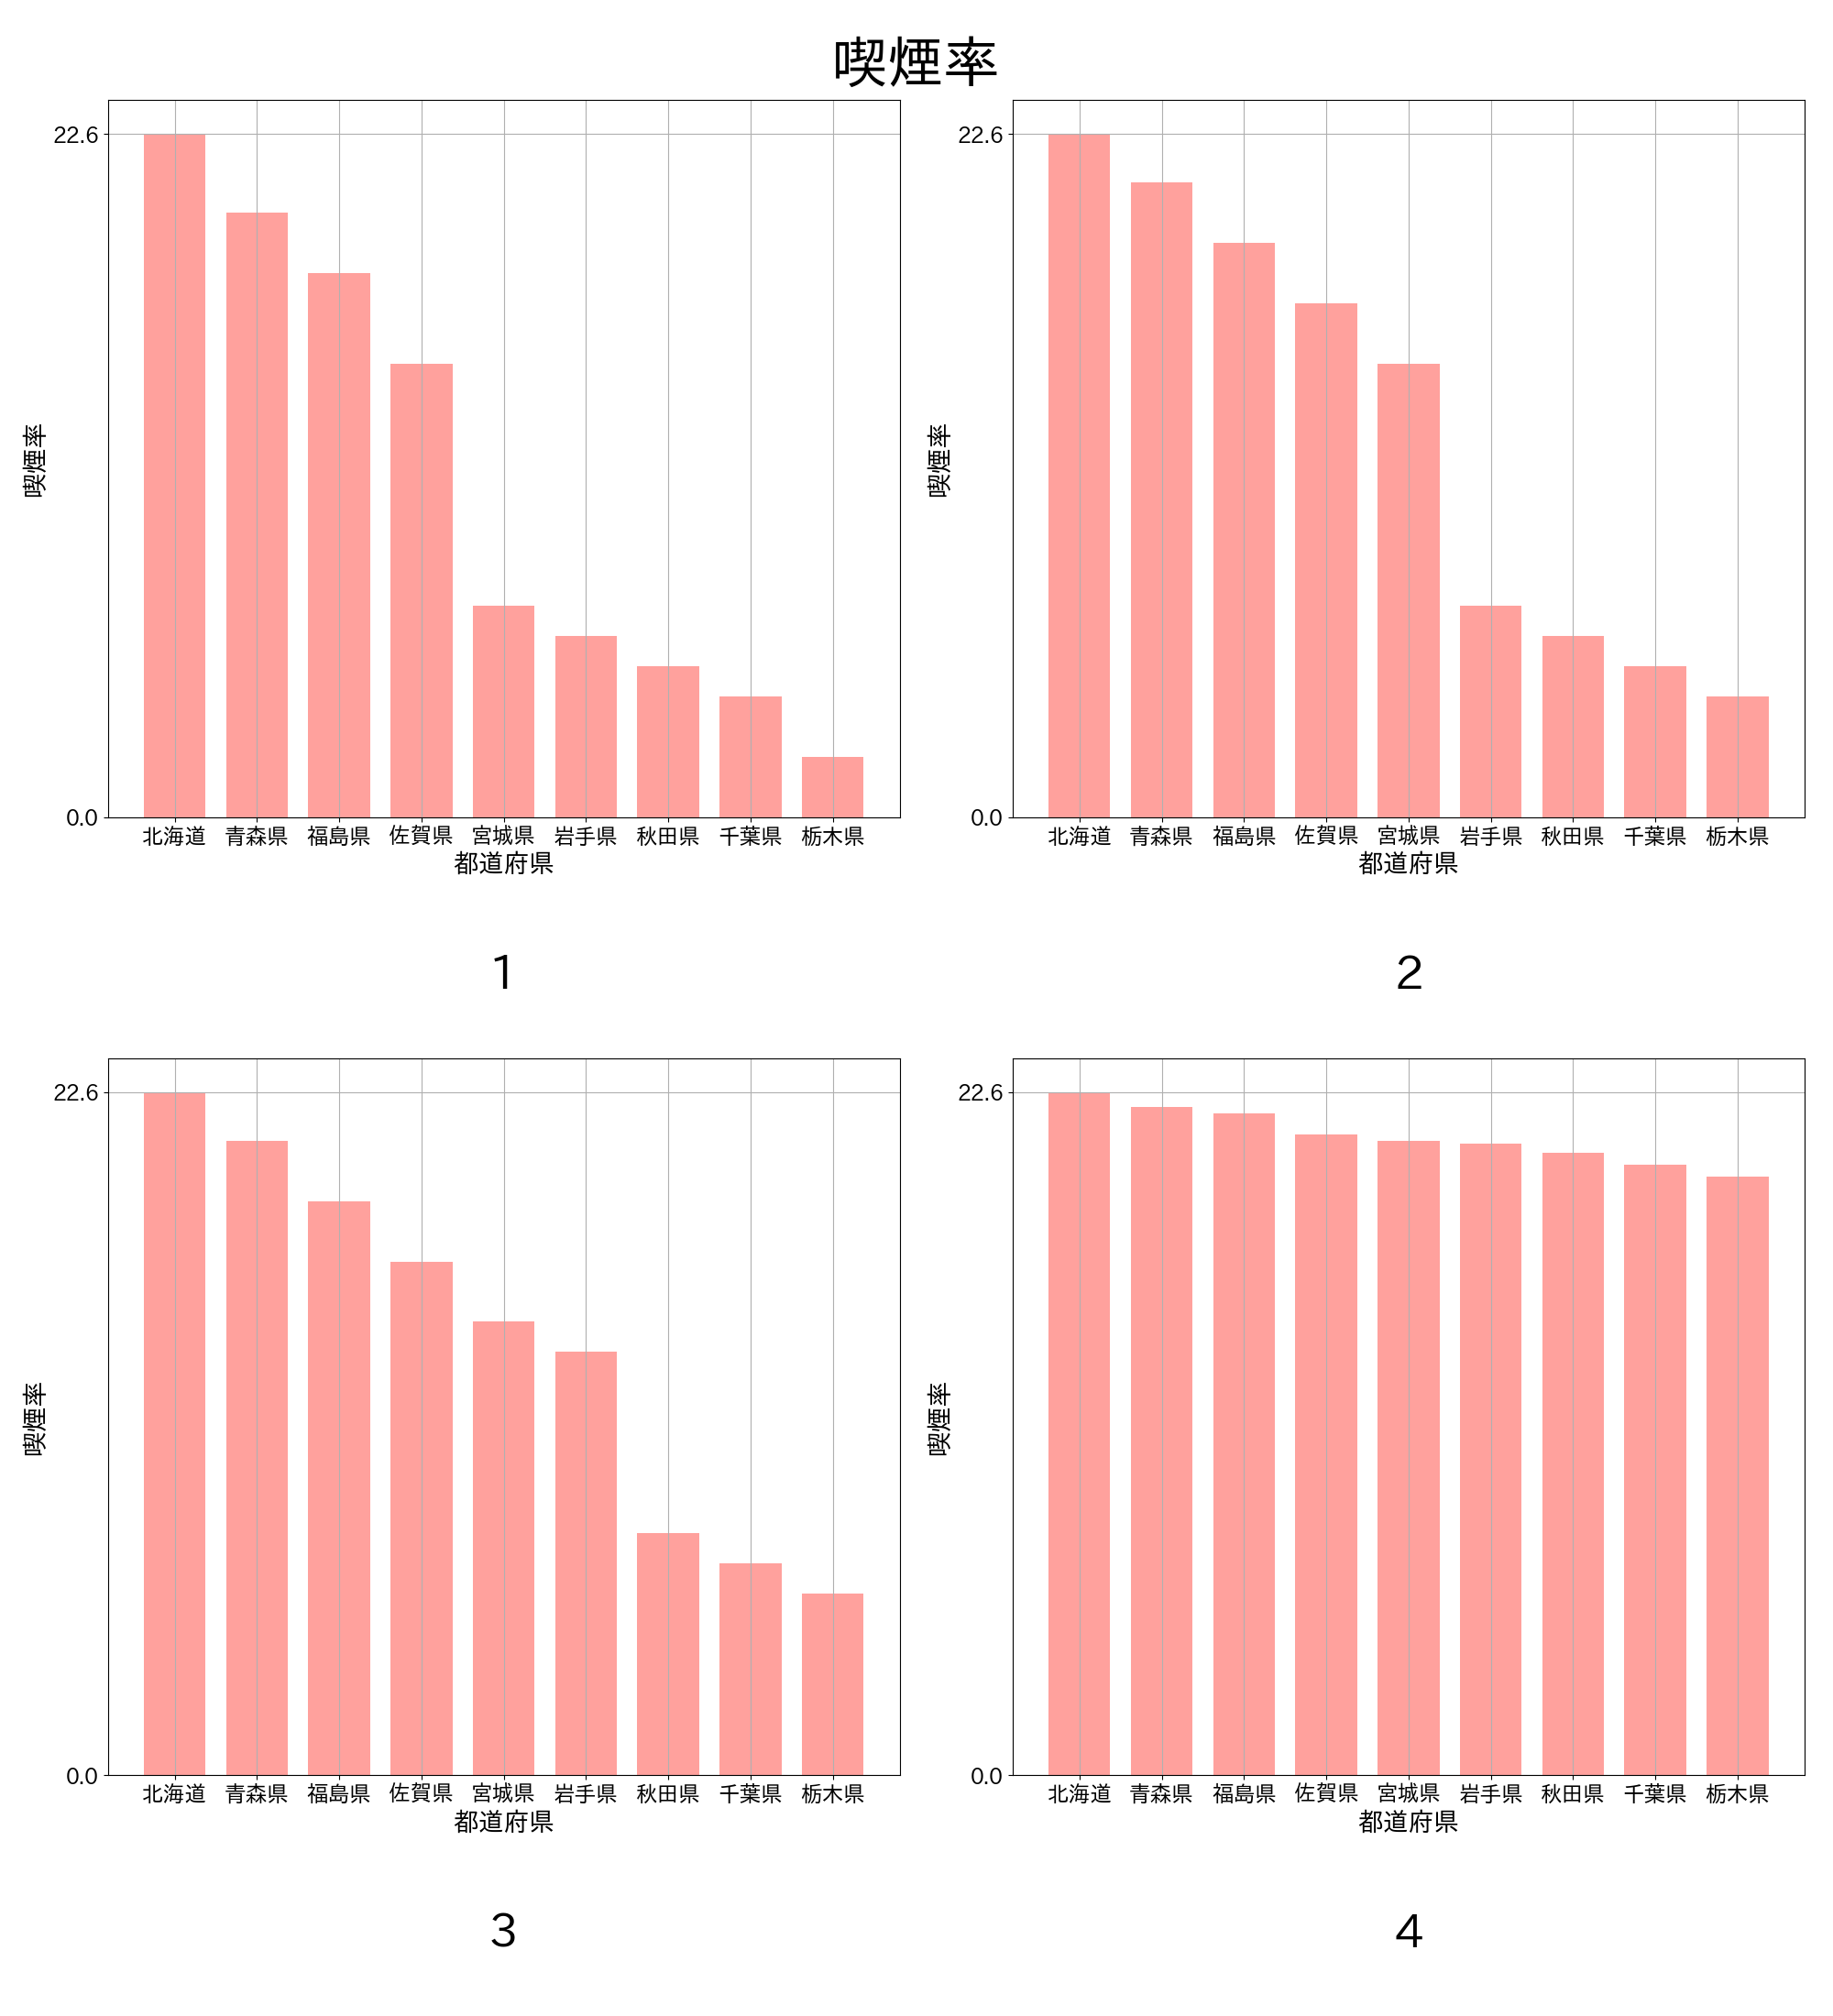 喫煙率
22.6
喫煙率
0.0
北海道 青森県 福島県 佐賀県 宮城県 岩手県 秋田県 千葉県 栃木県
都道府県
1
22.6
喫煙率
0.0
北海道 青森県 福島県 佐賀県 宮城県 岩手県 秋田県 千葉県 栃木県
都道府県
2
22.6
喫煙率
0.0
北海道 青森県 福島県 佐賀県 宮城県 岩手県 秋田県 千葉県 栃木県
都道府県
3
22.6
喫煙率
0.0
北海道 青森県 福島県 佐賀県 宮城県 岩手県 秋田県 千葉県 栃木県
都道府県
4